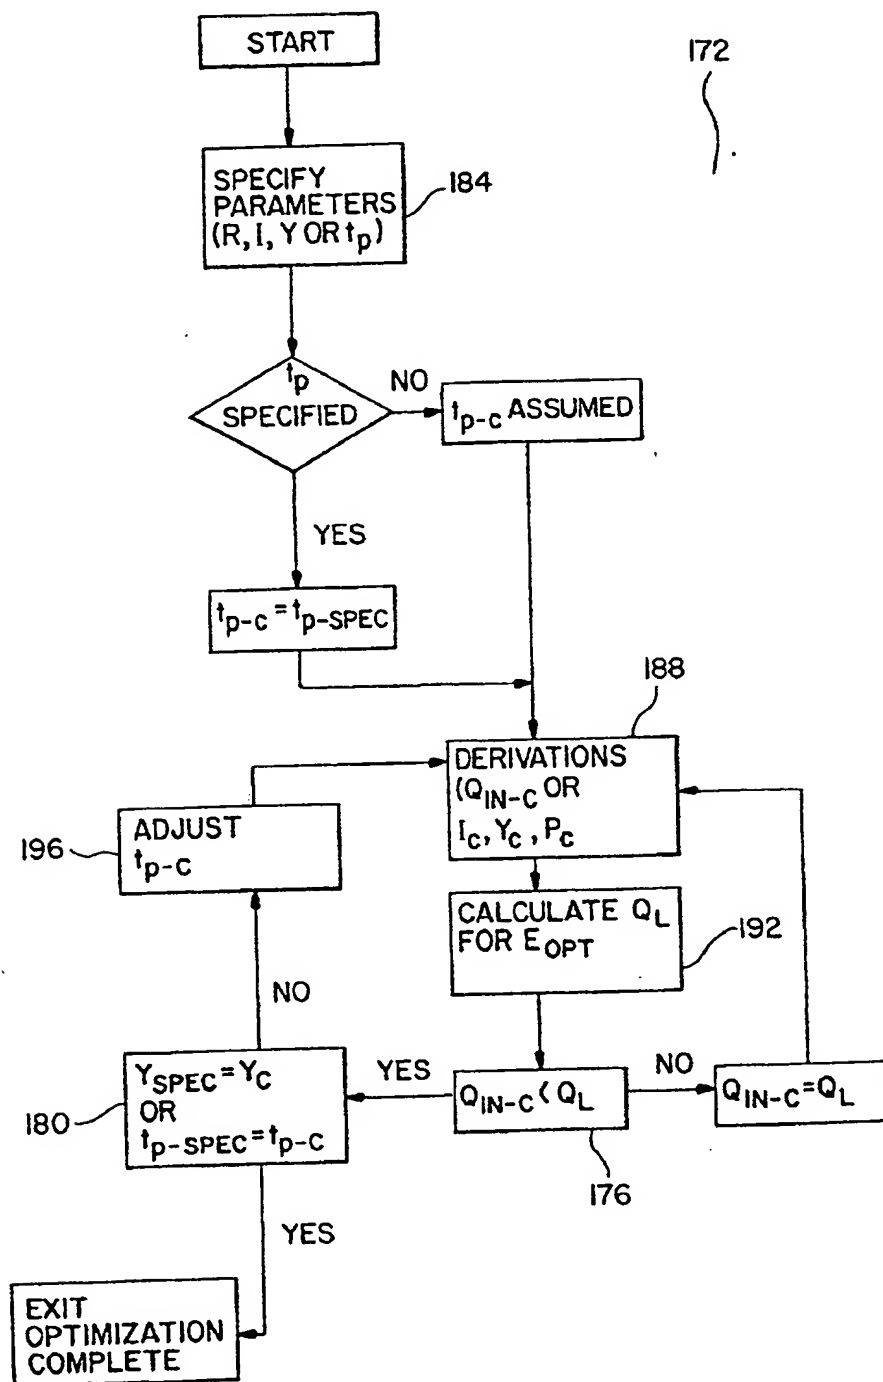 START
172
SPECIFY
PARAMETERS
(R, I, Y OR tp)
184
tp
SPECIFIED
NO
tp-c ASSUMED
YES
tp-c = tp-SPEC
188
DERIVATIONS
(QIN-C OR
Ic, Yc, Pc
ADJUST
tp-c
196
CALCULATE QL
FOR EOPT
192
NO
YSPEC = YC
OR
tp-SPEC = tp-c
180
YES
QIN-C < QL
NO
QIN-C = QL
176
YES
EXIT
OPTIMIZATION
COMPLETE